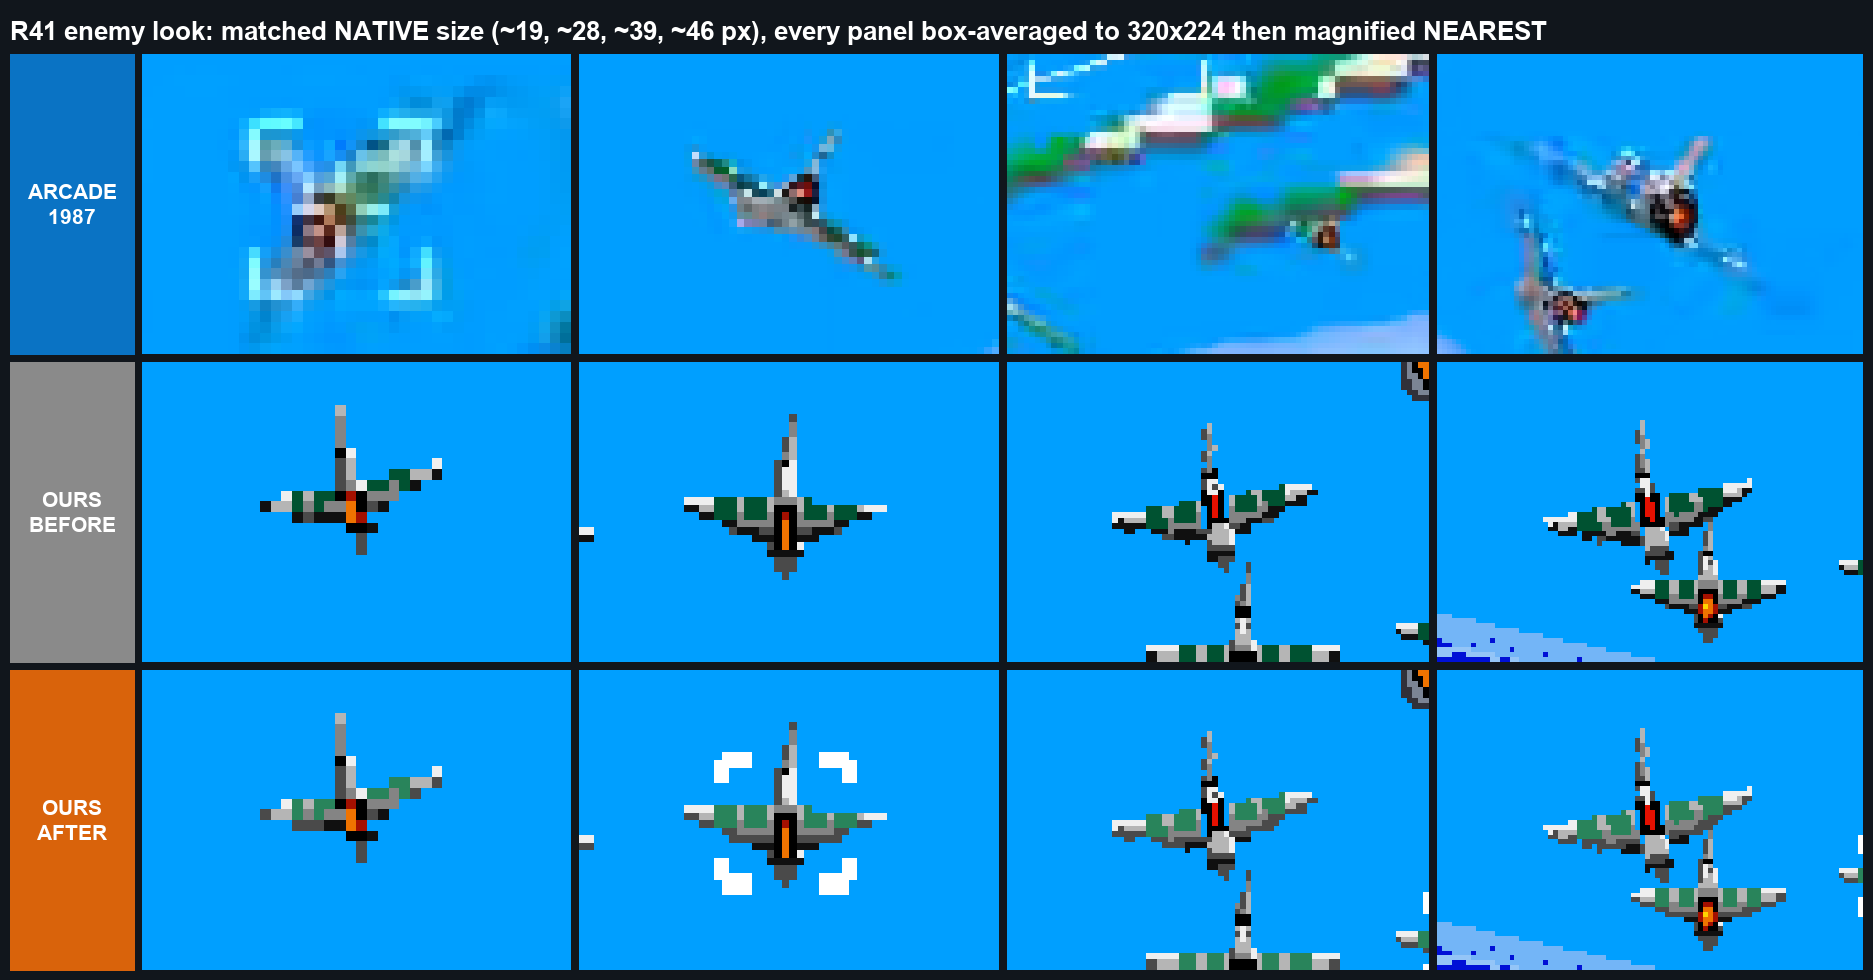 R41 enemy look: matched NATIVE size (~19, ~28, ~39, ~46 px), every panel box-averaged to 320x224 then magnified NEAREST
ARCADE
1987
OURS
BEFORE
OURS
AFTER